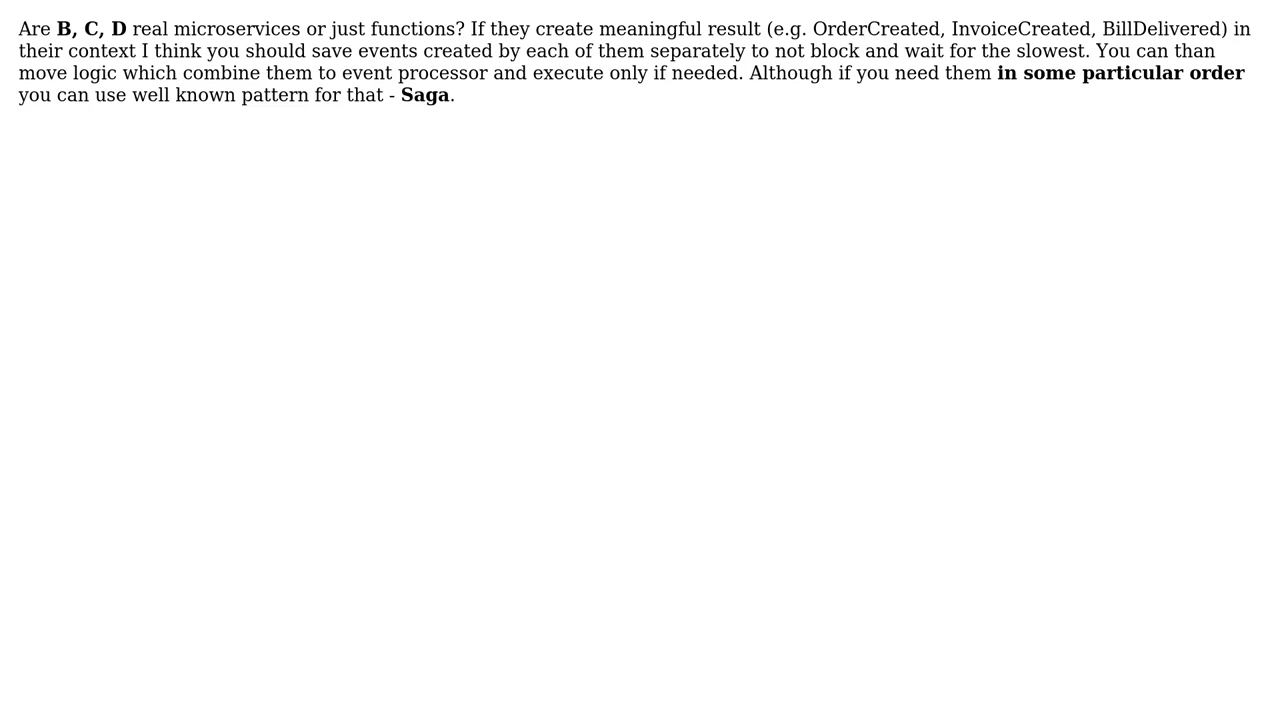 Are B, C, D real microservices or just functions? If they create meaningful result (e.g. OrderCreated, InvoiceCreated, BillDelivered) in
their context I think you should save events created by each of them separately to not block and wait for the slowest. You can than
move logic which combine them to event processor and execute only if needed. Although if you need them in some particular order
you can use well known pattern for that - Saga.